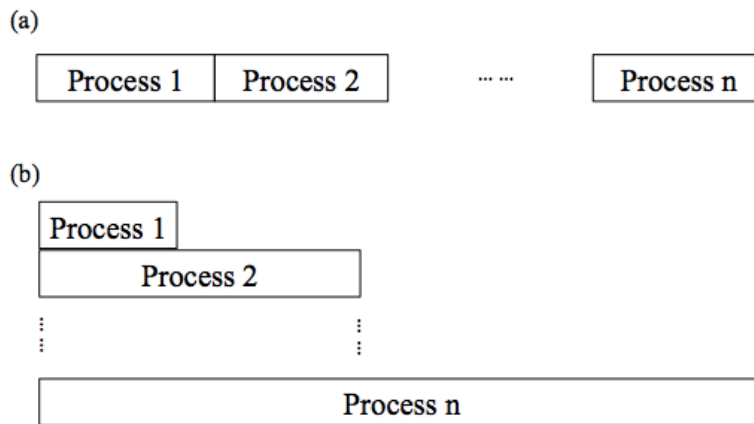 (a)
Process 1 Process 2 ... ... Process n
(b)
Process 1
Process 2
Process n